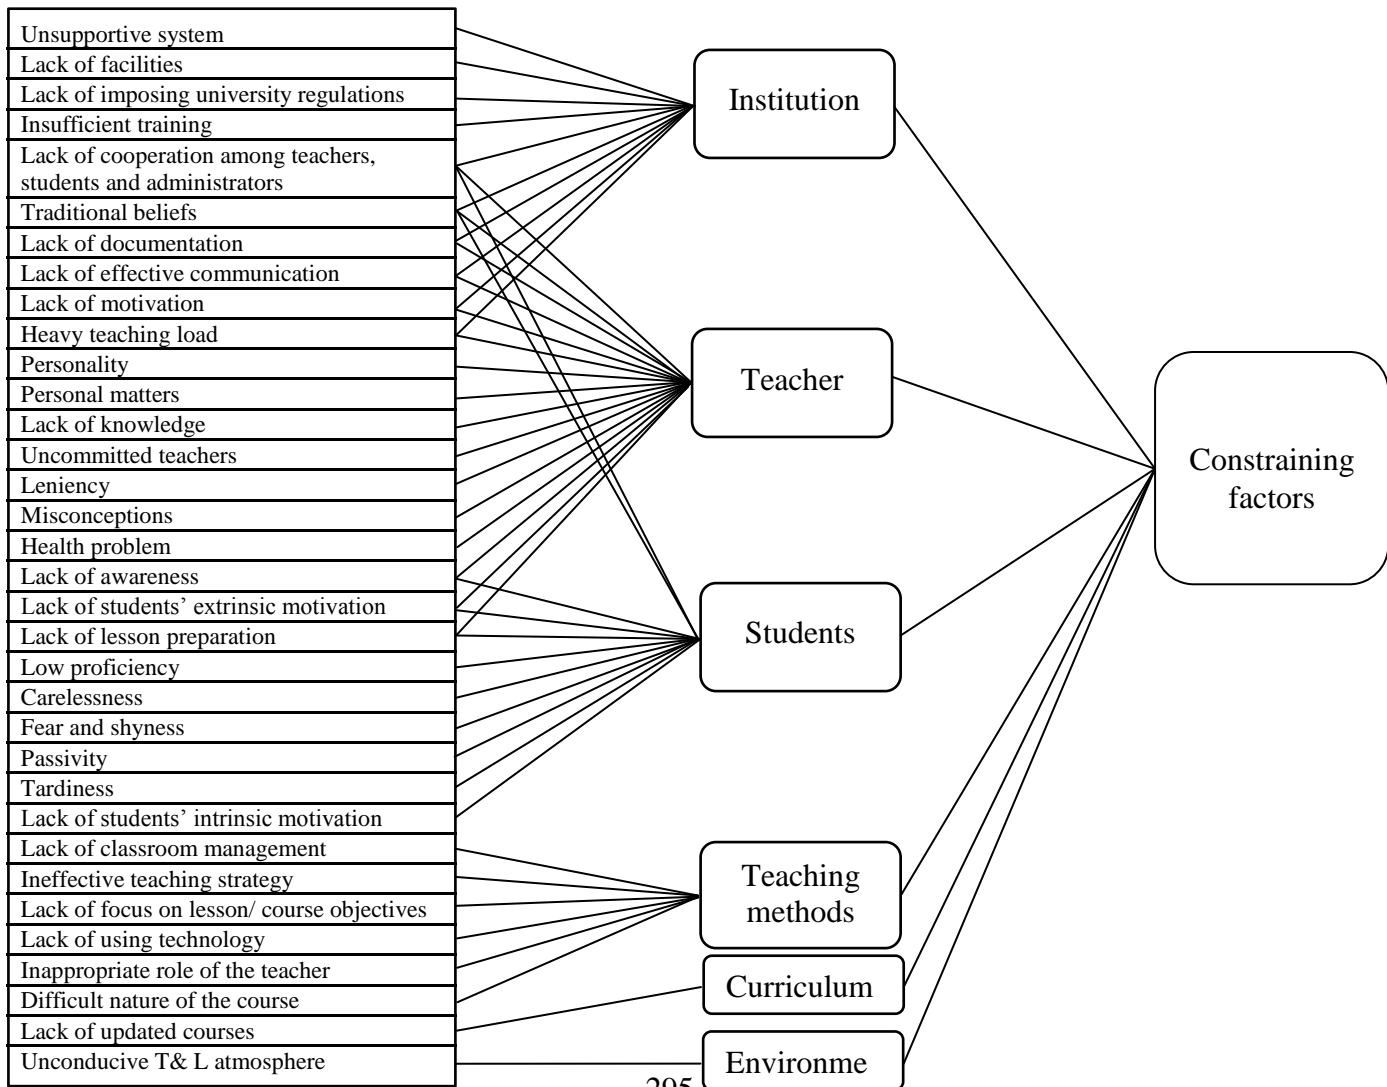 Unsupportive system
Lack of facilities
Lack of imposing university regulations
Insufficient training
Lack of cooperation among teachers,
students and administrators
Traditional beliefs
Lack of documentation
Lack of effective communication
Lack of motivation
Heavy teaching load
Personality
Personal matters
Lack of knowledge
Uncommitted teachers
Leniency
Misconceptions
Health problem
Lack of awareness
Lack of students’ extrinsic motivation
Lack of lesson preparation
Low proficiency
Carelessness
Fear and shyness
Passivity
Tardiness
Lack of students’ intrinsic motivation
Lack of classroom management
Ineffective teaching strategy
Lack of focus on lesson/ course objectives
Lack of using technology
Inappropriate role of the teacher
Difficult nature of the course
Lack of updated courses
Unconducive T& L atmosphere
Institution
Teacher
Students
Teaching
methods
Curriculum
Environme
Constraining
factors
295